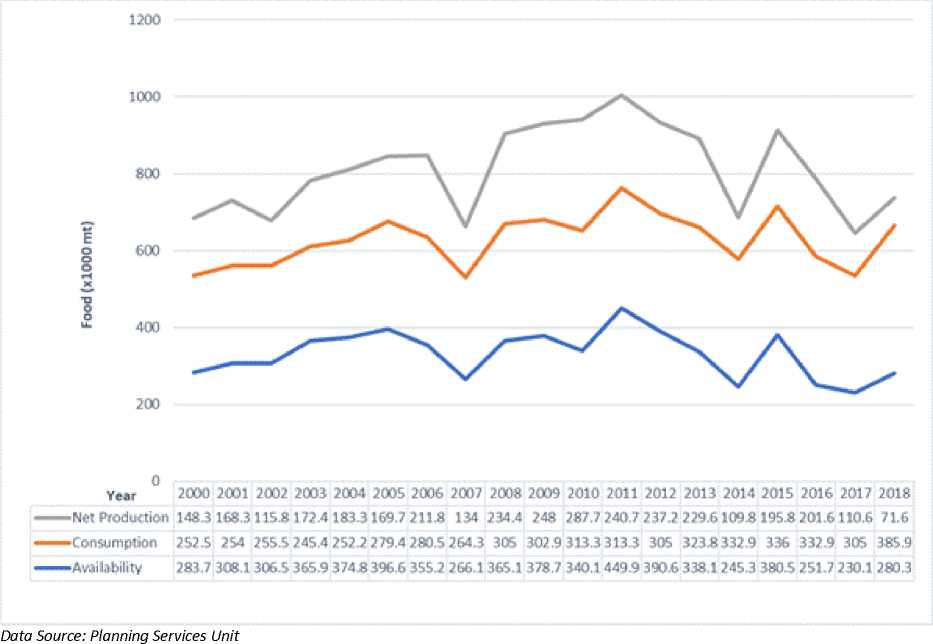 1200
1000
800
600
400
200
0
Food (x1000 mt)
Year 2000 2001 2002 2003 2004 2005 2006 2007 2008 2009 2010 2011 2012 2013 2014 2015 2016 2017 2018
Net Production 148.3 168.3 115.8 172.4 183.3 169.7 211.8 134 234.4 248 287.7 240.7 237.2 229.6 109.8 195.8 201.6 110.6 71.6
Consumption 252.5 254 255.5 245.4 252.2 279.4 280.5 264.3 305 302.9 313.3 313.3 305 323.8 332.9 336 332.9 305 385.9
Availability 283.7 308.1 306.5 365.9 374.8 396.6 355.2 266.1 365.1 378.7 340.1 449.9 390.6 338.1 245.3 380.5 251.7 230.1 280.3
Data Source: Planning Services Unit